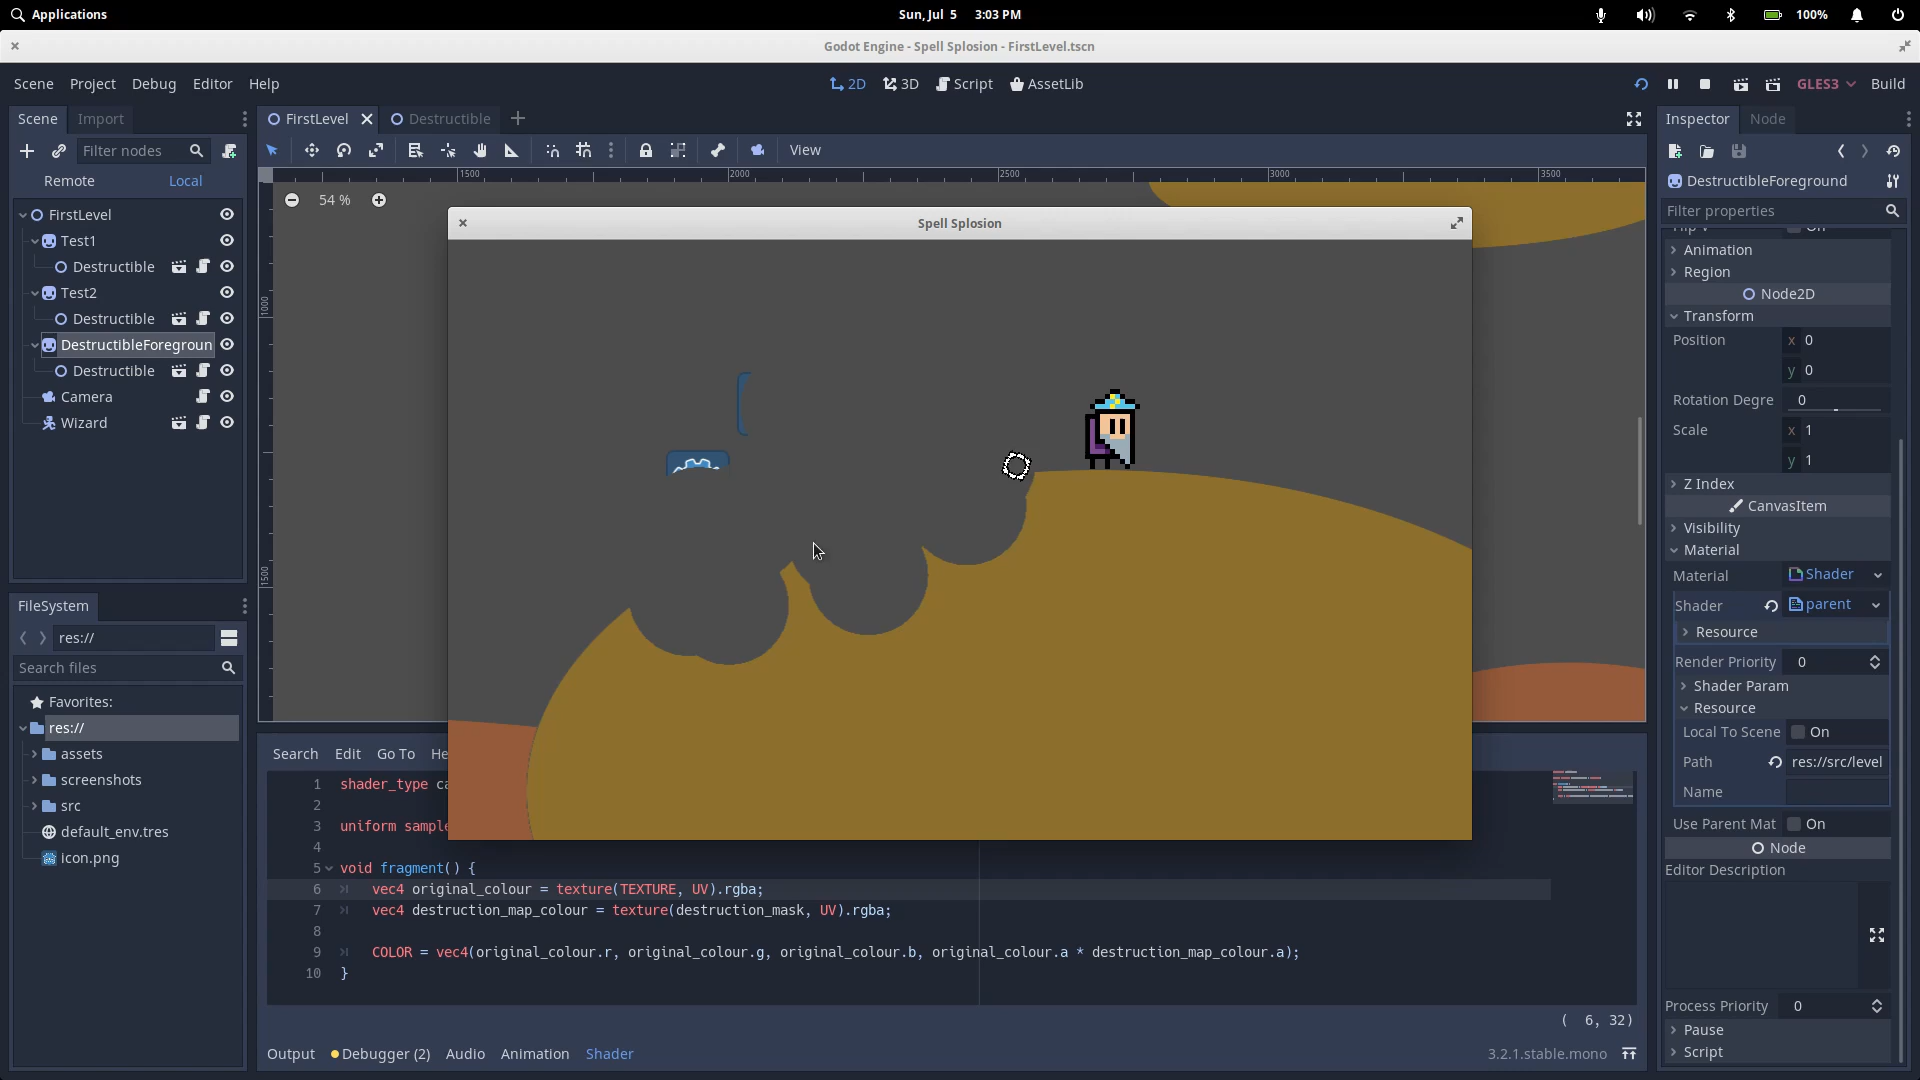 Applications
Sun, Jul 5 3:03 PM
100%
Godot Engine - Spell Splosion - FirstLevel.tscn
Scene Project Debug Editor Help
2D 3D Script AssetLib
GLES3 Build
Scene Import
Filter nodes
Remote Local
FirstLevel
Test1
Destructible
Test2
Destructible
DestructibleForegroun
Destructible
Camera
Wizard
FileSystem
res://
Search files
Favorites:
res://
assets
screenshots
src
default_env.tres
icon.png
FirstLevel Destructible
View
1500 2000 2500 3000 3500
54 %
1000
1500
Spell Splosion
Search Edit Go To He
1 shader_type ca
2
3 uniform sample
4
5 void fragment() {
6 vec4 original_colour = texture(TEXTURE, UV).rgba;
7 vec4 destruction_map_colour = texture(destruction_mask, UV).rgba;
8
9 COLOR = vec4(original_colour.r, original_colour.g, original_colour.b, original_colour.a * destruction_map_colour.a);
10 }
( 6, 32)
Output Debugger (2) Audio Animation Shader
3.2.1.stable.mono
Inspector Node
DestructibleForeground
Filter properties
Animation
Region
Node2D
Transform
Position x 0
y 0
Rotation Degre 0
Scale x 1
y 1
Z Index
CanvasItem
Visibility
Material
Material Shader
Shader parent
Resource
Render Priority 0
Shader Param
Resource
Local To Scene On
Path res://src/level
Name
Use Parent Mat On
Node
Editor Description
Process Priority 0
Pause
Script